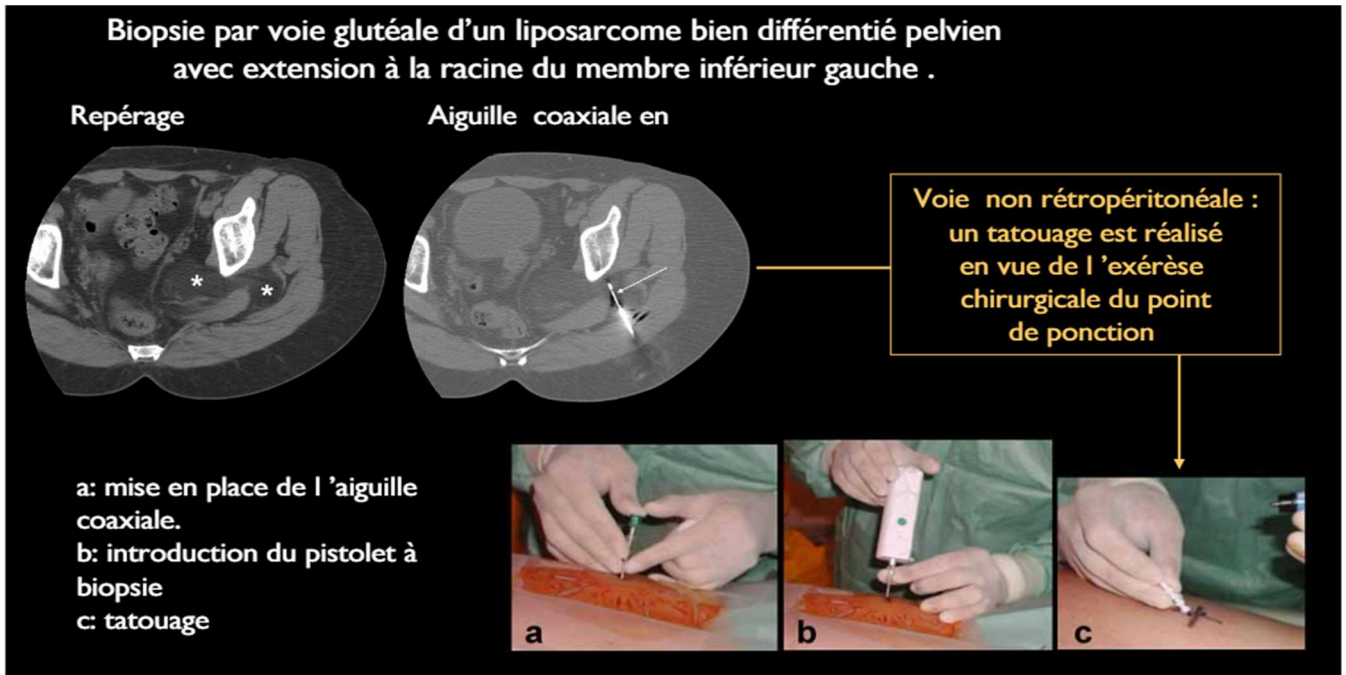 Biopsie par voie glutéale d’un liposarcome bien différentié pelvien
avec extension à la racine du membre inférieur gauche .
Repérage
Aiguille coaxiale en
*
*
Voie non rétropéritonéale :
un tatouage est réalisé
en vue de l ’exérèse
chirurgicale du point
de ponction
a: mise en place de l ’aiguille
coaxiale.
b: introduction du pistolet à
biopsie
c: tatouage
a
b
c